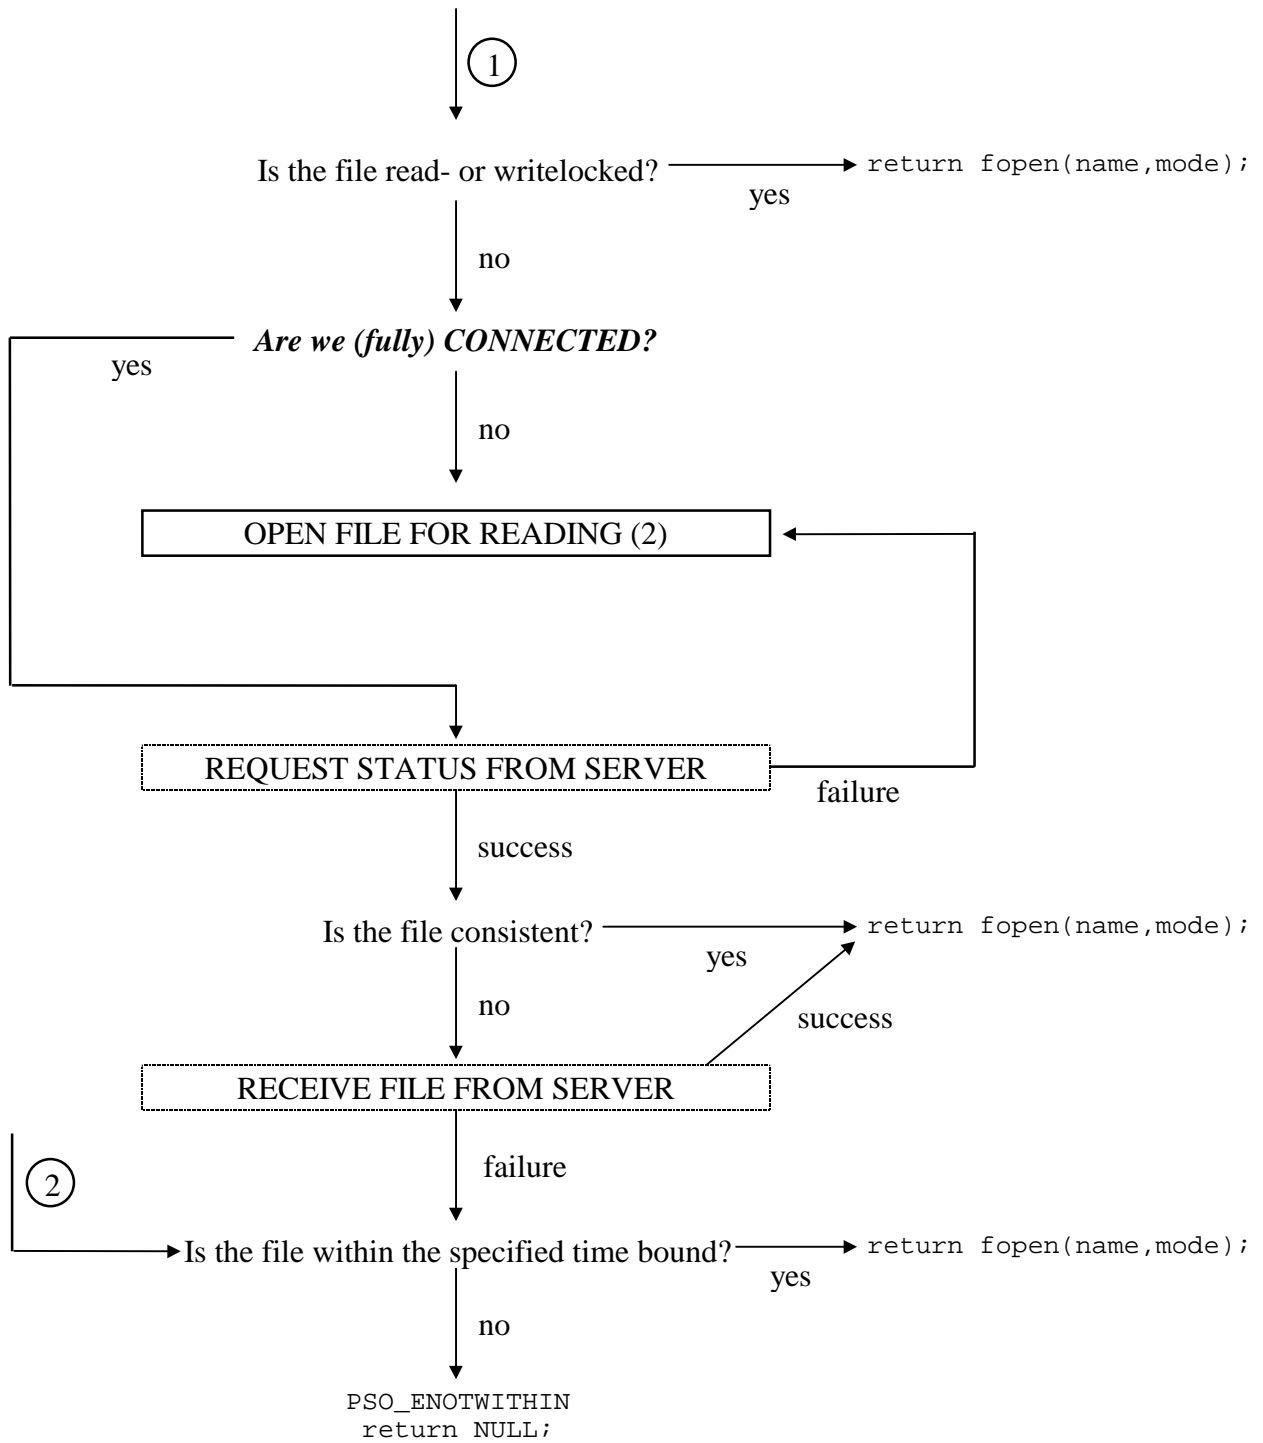 1
Is the file read- or writelocked?
return fopen(name,mode);
yes
no
Are we (fully) CONNECTED?
yes
no
OPEN FILE FOR READING (2)
REQUEST STATUS FROM SERVER
failure
success
Is the file consistent?
return fopen(name,mode);
yes
no
success
RECEIVE FILE FROM SERVER
failure
2
Is the file within the specified time bound?
return fopen(name,mode);
yes
no
PSO_ENOTWITHIN
return NULL;